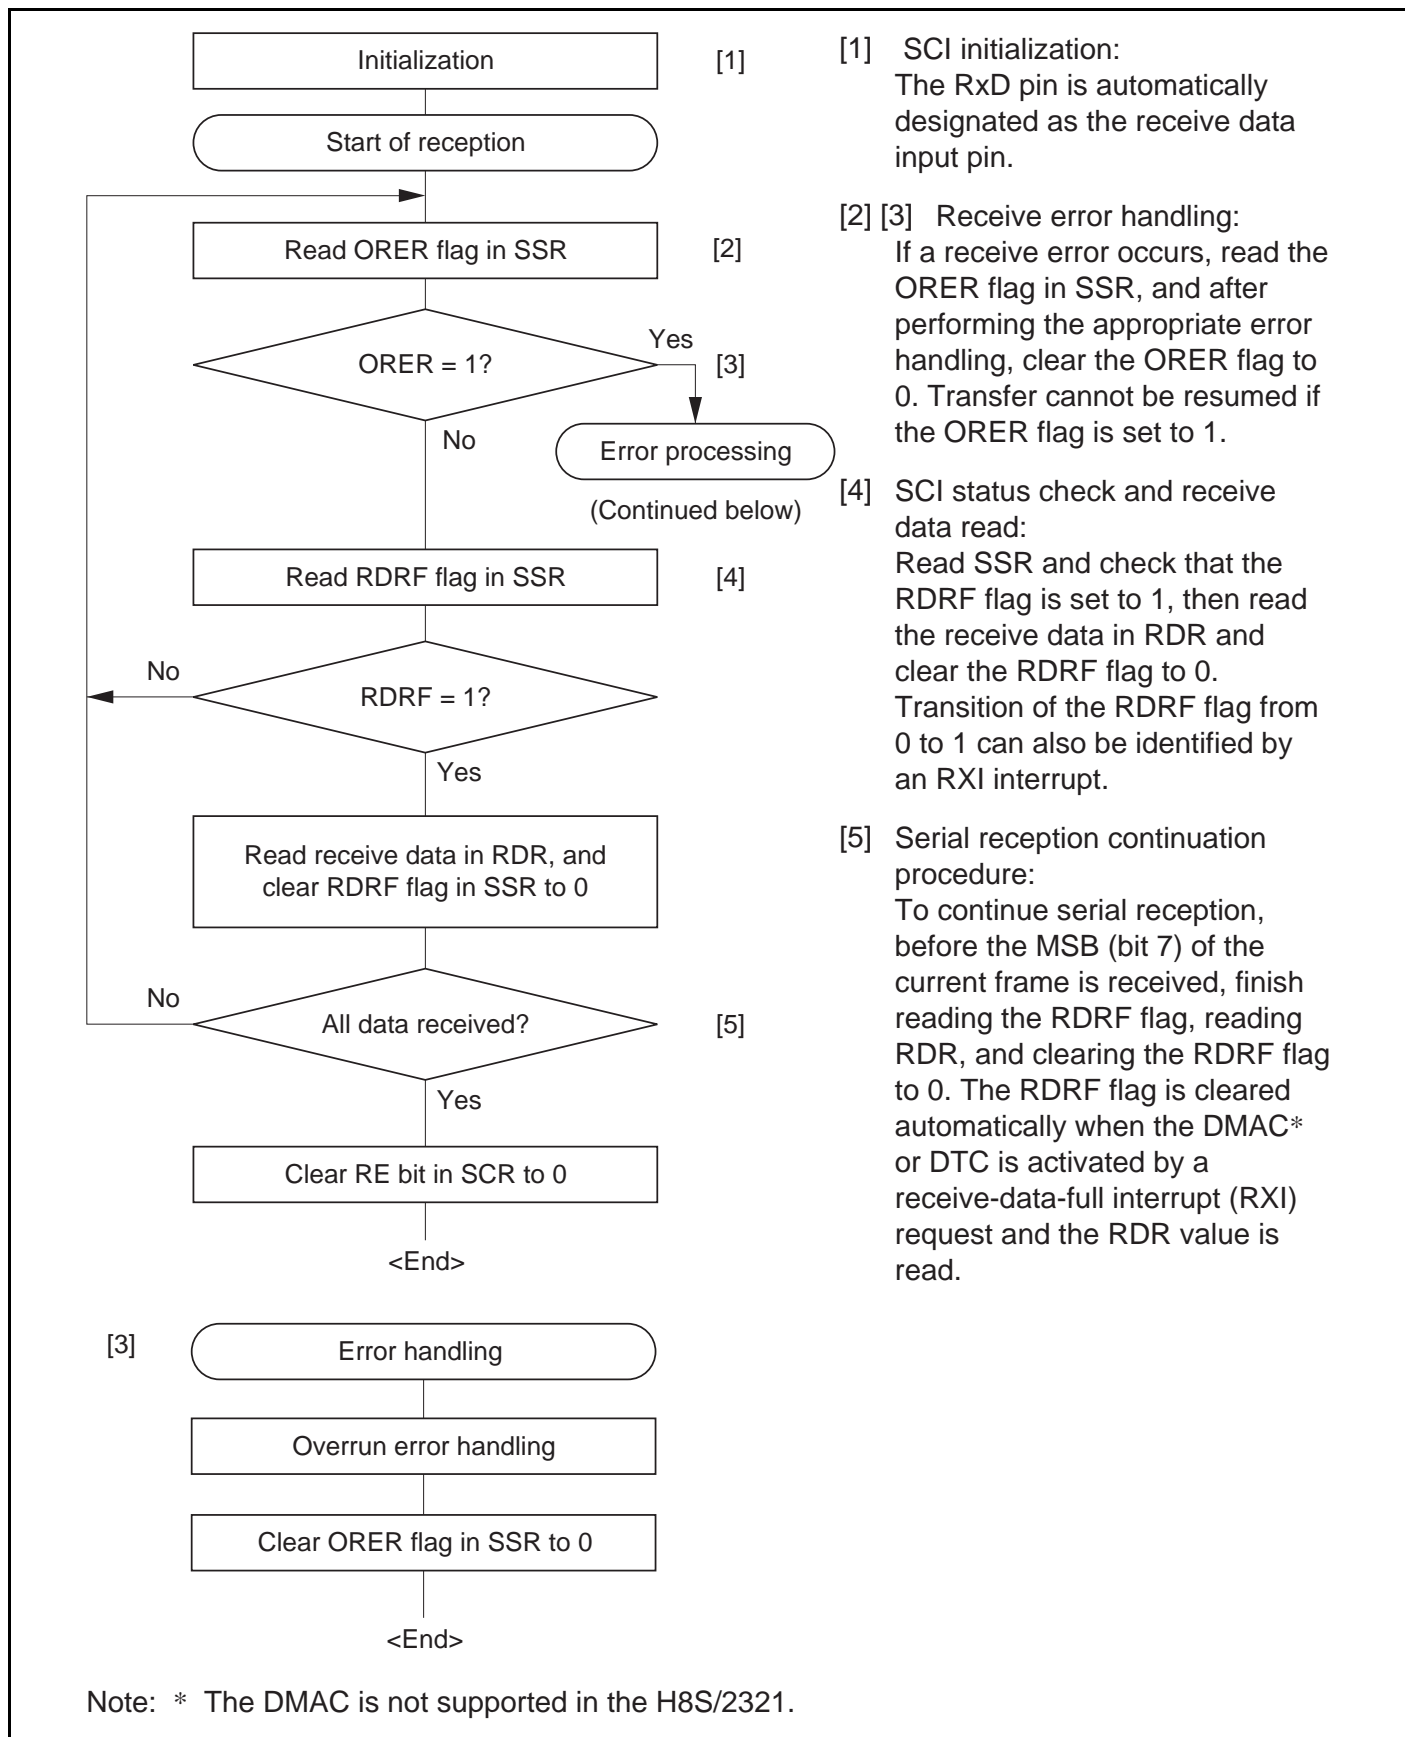 Initialization
[1]
Start of reception
Read ORER flag in SSR
[2]
ORER = 1?
Yes
[3]
No
Error processing
(Continued below)
Read RDRF flag in SSR
[4]
No
RDRF = 1?
Yes
Read receive data in RDR, and
clear RDRF flag in SSR to 0
No
All data received?
[5]
Yes
Clear RE bit in SCR to 0
<End>
[3]
Error handling
Overrun error handling
Clear ORER flag in SSR to 0
<End>
[1] SCI initialization:
The RxD pin is automatically
designated as the receive data
input pin.
[2] [3] Receive error handling:
If a receive error occurs, read the
ORER flag in SSR, and after
performing the appropriate error
handling, clear the ORER flag to
0. Transfer cannot be resumed if
the ORER flag is set to 1.
[4] SCI status check and receive
data read:
Read SSR and check that the
RDRF flag is set to 1, then read
the receive data in RDR and
clear the RDRF flag to 0.
Transition of the RDRF flag from
0 to 1 can also be identified by
an RXI interrupt.
[5] Serial reception continuation
procedure:
To continue serial reception,
before the MSB (bit 7) of the
current frame is received, finish
reading the RDRF flag, reading
RDR, and clearing the RDRF flag
to 0. The RDRF flag is cleared
automatically when the DMAC*
or DTC is activated by a
receive-data-full interrupt (RXI)
request and the RDR value is
read.
Note: * The DMAC is not supported in the H8S/2321.